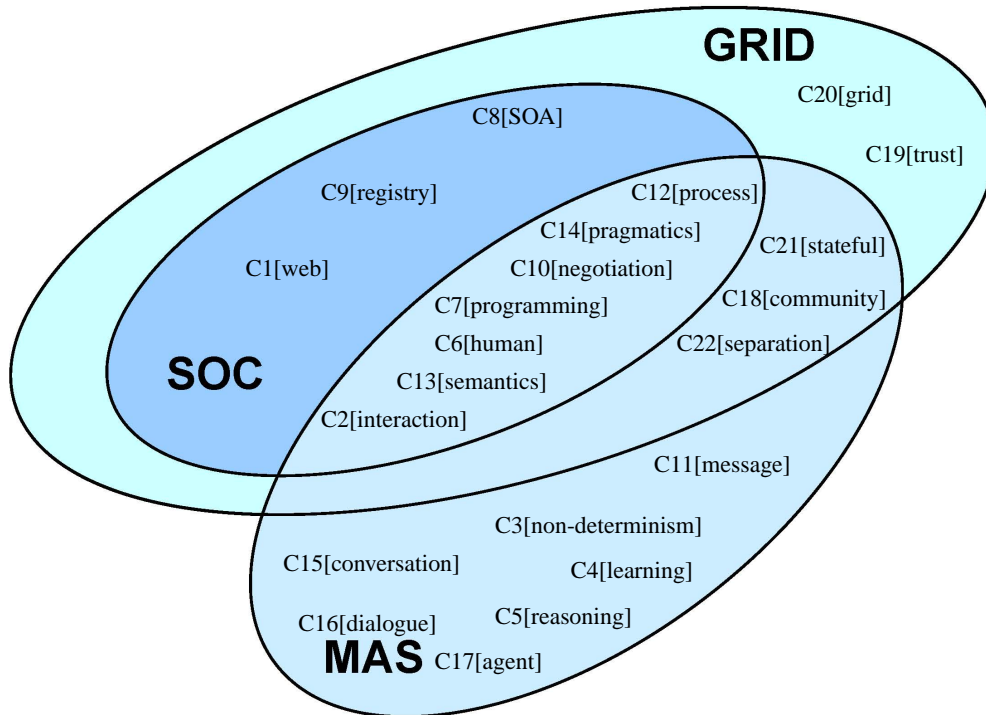 GRID
C20[grid]
C8[SOA]
C19[trust]
C9[registry]
C12[process]
C14[pragmatics]
C21[stateful]
C1[web]
C10[negotiation]
C7[programming]
C18[community]
C6[human]
C22[separation]
SOC
C13[semantics]
C2[interaction]
C11[message]
C3[non-determinism]
C15[conversation]
C4[learning]
C5[reasoning]
C16[dialogue]
MAS
C17[agent]